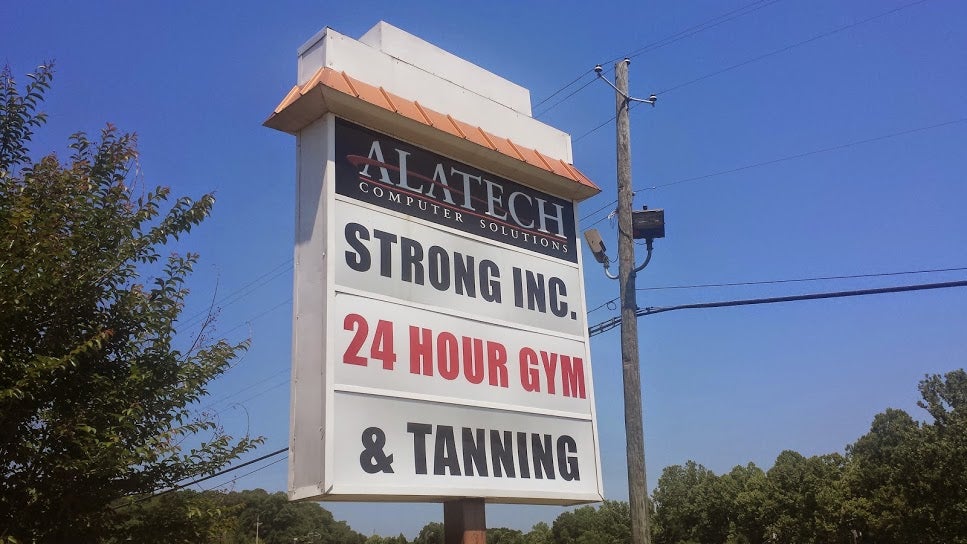 ALATECH
COMPUTER SOLUTIONS
STRONG INC.
24 HOUR GYM
& TANNING